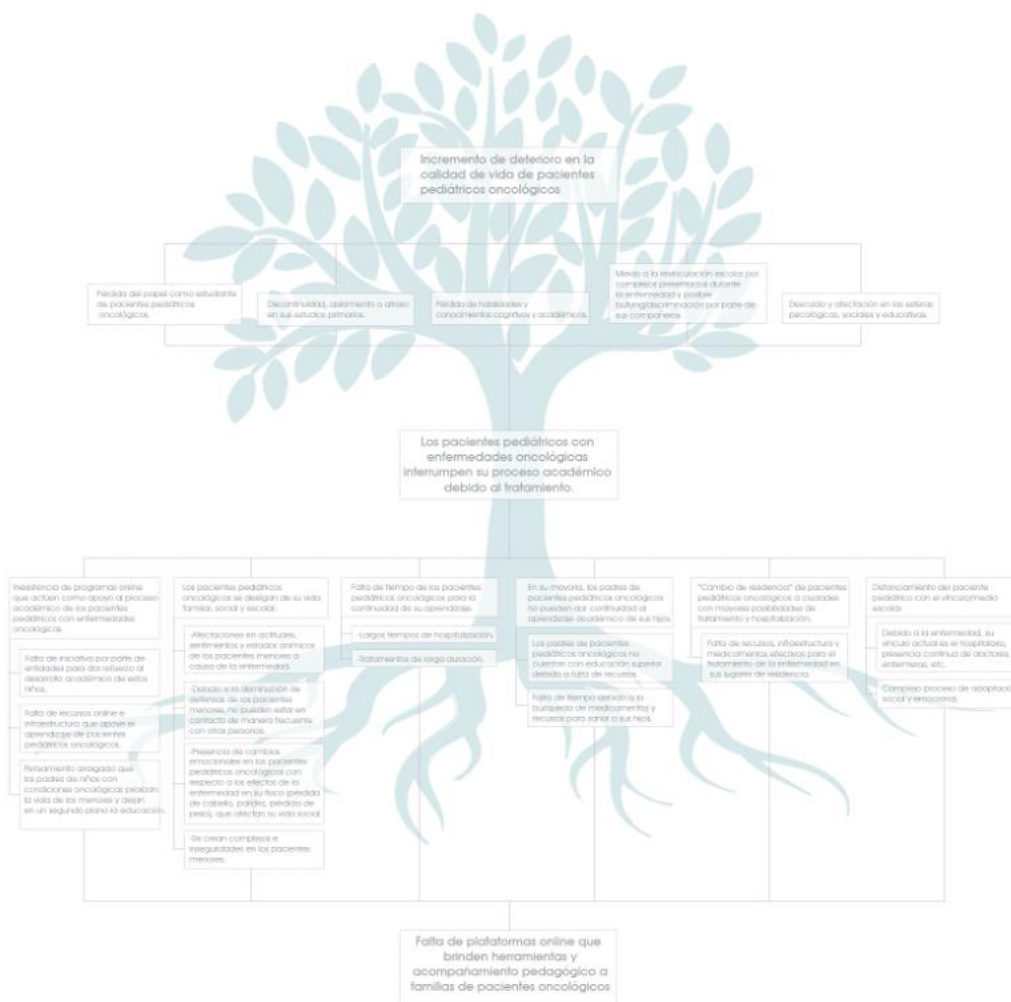 Incremento de deterioro en la
calidad de vida de pacientes
pediátricos oncológicos
Pérdida del papel como estudiante
de pacientes pediátricos
oncológicos.
Discontinuidad, aislamiento o atraso
en sus estudios primarios.
Pérdida de habilidades y
conocimientos cognitivos y académicos.
Miedo a la revinculación escolar por
complejos presentados durante
la enfermedad y posible
bullying/discriminación por parte de
sus compañeros.
Descuido y afectación en las esferas
psicológicas, sociales y educativas.
Los pacientes pediátricos con
enfermedades oncológicas
interrumpen su proceso académico
debido al tratamiento.
Inexistencia de programas online
que actúen como apoyo al proceso
académico de los pacientes
pediátricos con enfermedades
oncológicas
Falta de iniciativa por parte de
entidades para dar refuerzo al
desarrollo académico de estos
niños.
Falta de recursos online e
infraestructura que apoye el
aprendizaje de pacientes
pediátricos oncológicos.
Pensamiento arraigado que
los padres de niños con
condiciones oncológicas priorizan
la vida de los menores y dejan
en un segundo plano la educación.
Los pacientes pediátricos
oncológicos se desligan de su vida
familiar, social y escolar.
-Afectaciones en actitudes,
sentimientos y estados anímicos
de los pacientes menores a
causa de la enfermedad.
-Debido a la disminución de
defensas de los pacientes
menores, no pueden estar en
contacto de manera frecuente
con otras personas.
-Presencia de cambios
emocionales en los pacientes
pediátricos oncológicos con
respecto a los efectos de la
enfermedad en su físico (pérdida
de cabello, palidez, pérdida de
peso), que afectan su vida social.
-Se crean complejos e
inseguridades en los pacientes
menores.
Falta de tiempo de los pacientes
pediátricos oncológicos para la
continuidad de su aprendizaje.
-Largos tiempos de hospitalización.
-Tratamientos de larga duración.
En su mayoría, los padres de
pacientes pediátricos oncológicos
no pueden dar continuidad al
aprendizaje académico de sus hijos.
Los padres de pacientes
pediátricos oncológicos no
cuentan con educación superior
debido a falta de recursos.
Falta de tiempo debido a la
búsqueda de medicamentos y
recursos para sanar a sus hijos.
"Cambio de residencia" de pacientes
pediátricos oncológicos a ciudades
con mayores posibilidades de
tratamiento y hospitalización.
Falta de recursos, infraestructura y
medicamentos efectivos para el
tratamiento de la enfermedad en
sus lugares de residencia.
Distanciamiento del paciente
pediátrico con el vínculo/medio
escolar.
Debido a la enfermedad, su
vínculo actual es el hospitalario,
presencia continua de doctores,
enfermeras, etc.
Complejo proceso de adaptació
social y emocional.
Falta de plataformas online que
brinden herramientas y
acompañamiento pedagógico a
familias de pacientes oncológicos